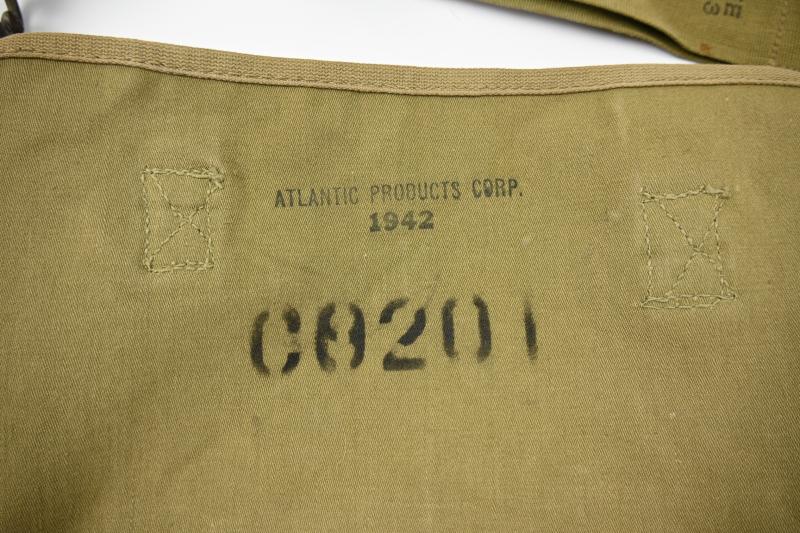 ATLANTIC PRODUCTS CORP.
1942
C8201